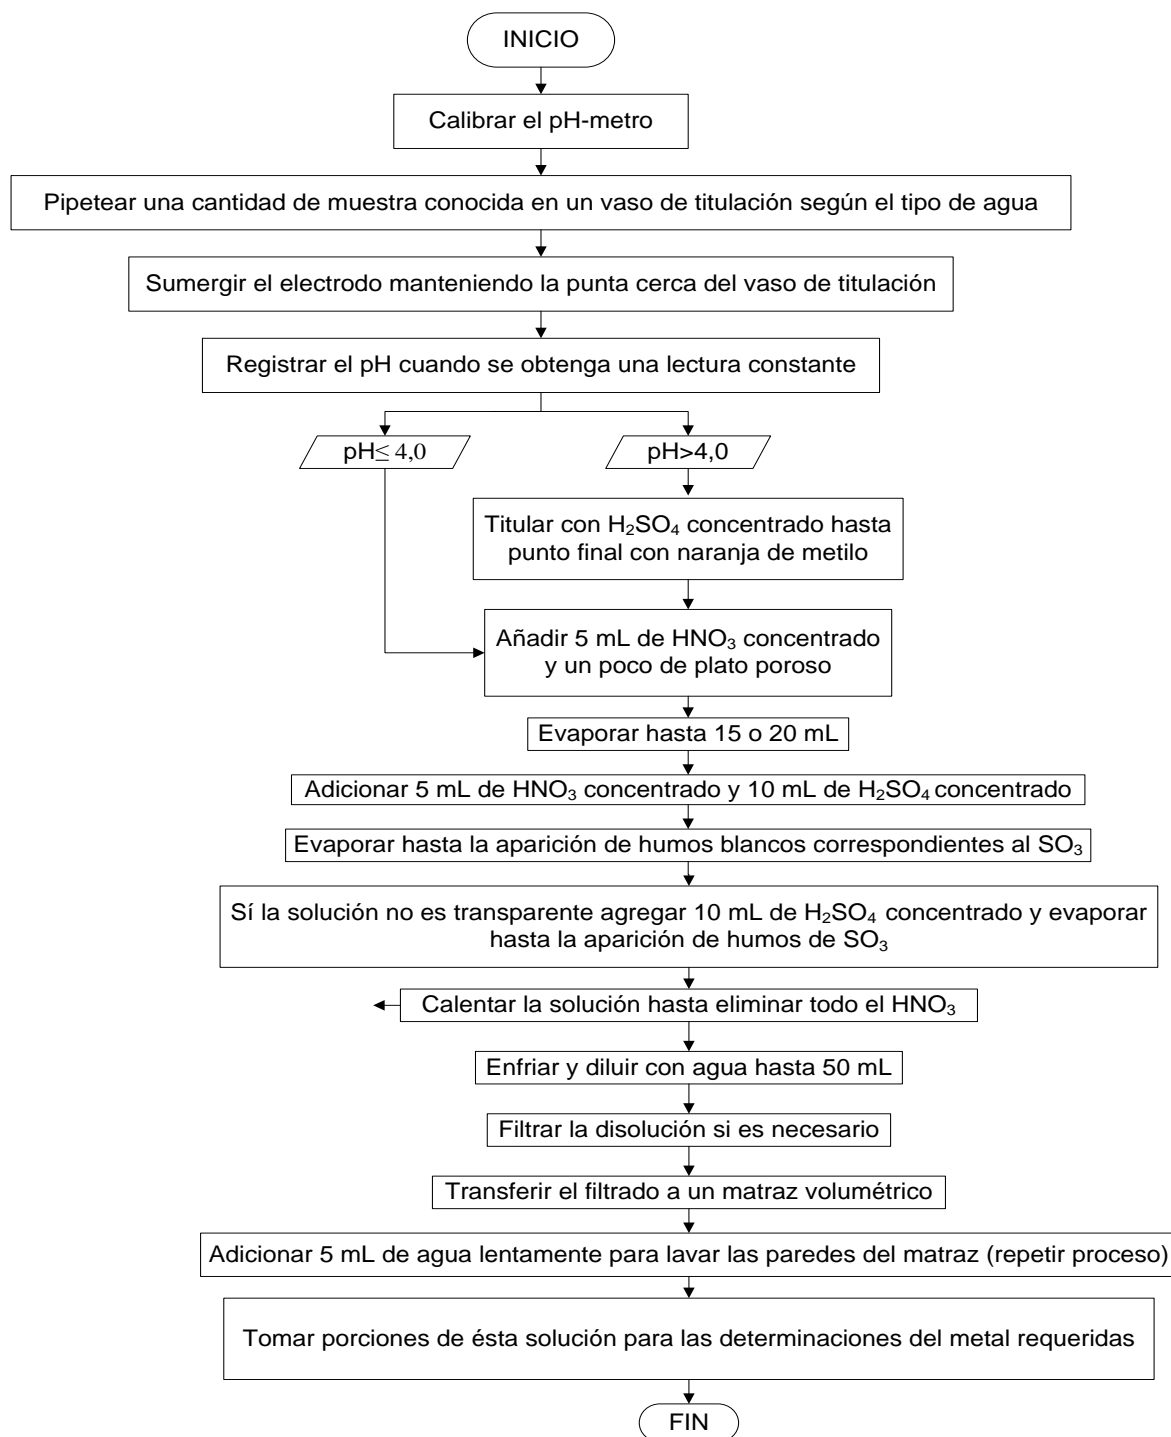 INICIO
Calibrar el pH-metro
Pipetear una cantidad de muestra conocida en un vaso de titulación según el tipo de agua
Sumergir el electrodo manteniendo la punta cerca del vaso de titulación
Registrar el pH cuando se obtenga una lectura constante
pH≤ 4,0
pH>4,0
Titular con H₂SO₄ concentrado hasta
punto final con naranja de metilo
Añadir 5 mL de HNO₃ concentrado
y un poco de plato poroso
Evaporar hasta 15 o 20 mL
Adicionar 5 mL de HNO₃ concentrado y 10 mL de H₂SO₄ concentrado
Evaporar hasta la aparición de humos blancos correspondientes al SO₃
Sí la solución no es transparente agregar 10 mL de H₂SO₄ concentrado y evaporar
hasta la aparición de humos de SO₃
Calentar la solución hasta eliminar todo el HNO₃
Enfriar y diluir con agua hasta 50 mL
Filtrar la disolución si es necesario
Transferir el filtrado a un matraz volumétrico
Adicionar 5 mL de agua lentamente para lavar las paredes del matraz (repetir proceso)
Tomar porciones de ésta solución para las determinaciones del metal requeridas
FIN